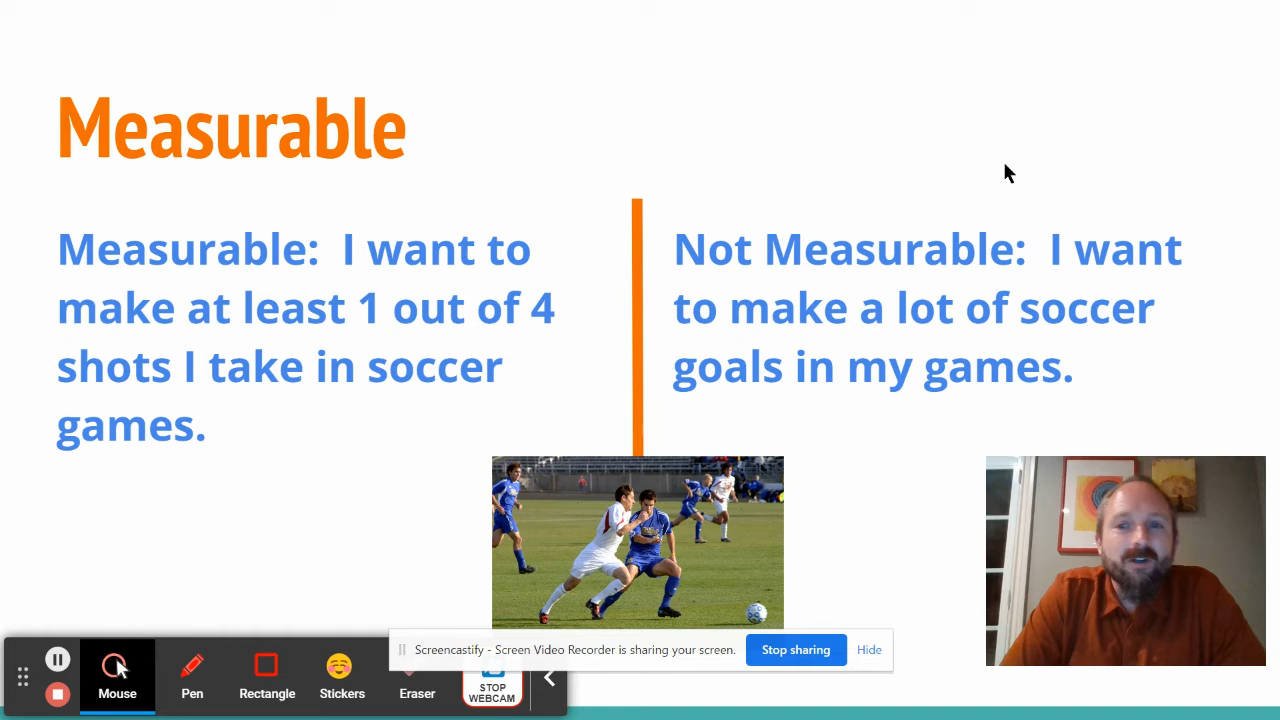 Measurable
Measurable:  I want to
make at least 1 out of 4
shots I take in soccer
games.
Not Measurable:  I want
to make a lot of soccer
goals in my games.
Screencastify - Screen Video Recorder is sharing your screen.
Stop sharing
Hide
Mouse
Pen
Rectangle
Stickers
Eraser
STOP
WEBCAM